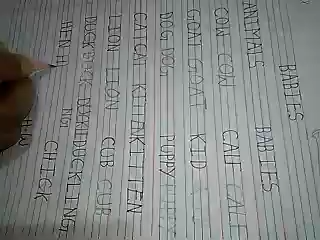 BABIES
ANIMALS BABIES
COW COW CALF CALF
GOAT GOAT KID
DOG DOG PUPPY
CAT CAT KITTEN KITTEN
LION LION CUB CUB
DUCK DUCK DUCKLING
HEN H CHICK